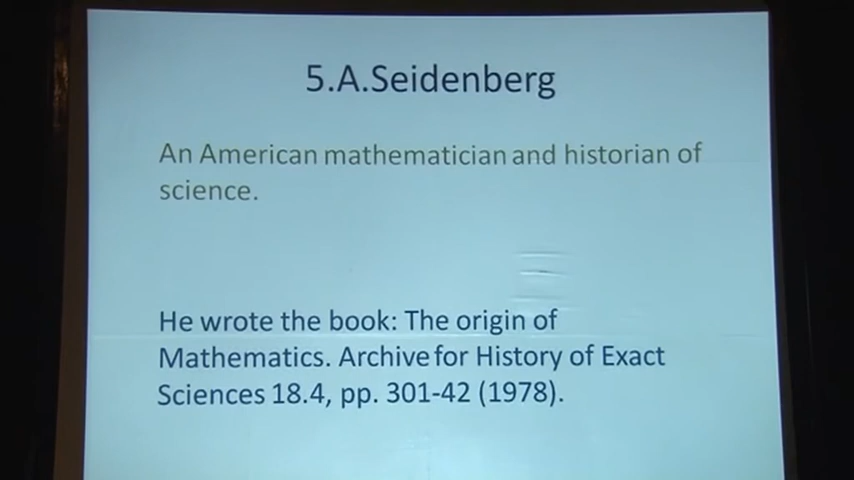 5.A.Seidenberg
An American mathematician and historian of
science.
He wrote the book: The origin of
Mathematics. Archive for History of Exact
Sciences 18.4, pp. 301-42 (1978).